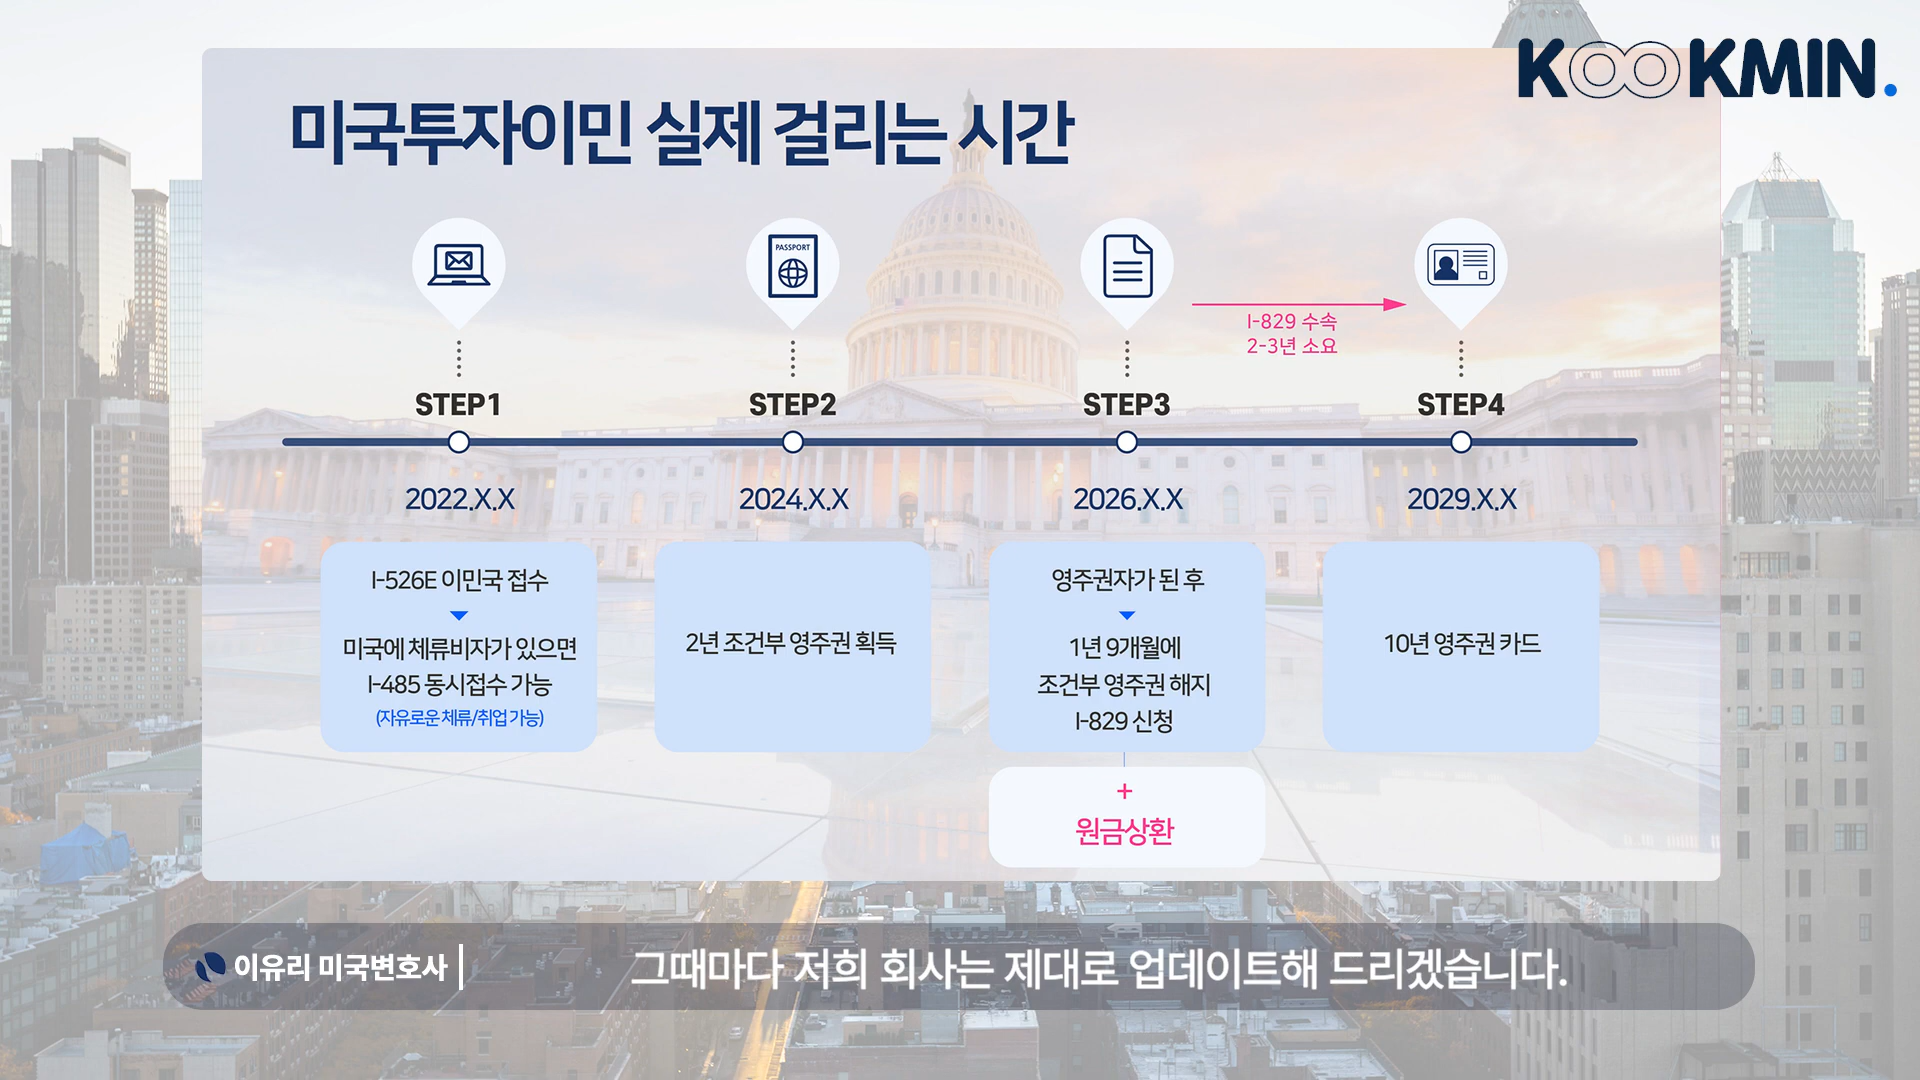 KOOKMIN.
미국투자이민 실제 걸리는 시간
PASSPORT
I-829 수속
2-3년 소요
STEP1
STEP2
STEP3
STEP4
2022.X.X
2024.X.X
2026.X.X
2029.X.X
I-526E 이민국 접수
미국에 체류비자가 있으면
I-485 동시접수 가능
(자유로운 체류/취업 가능)
2년 조건부 영주권 획득
영주권자가 된 후
1년 9개월에
조건부 영주권 해지
I-829 신청
+
원금상환
10년 영주권 카드
이유리 미국변호사
그때마다 저희 회사는 제대로 업데이트해 드리겠습니다.